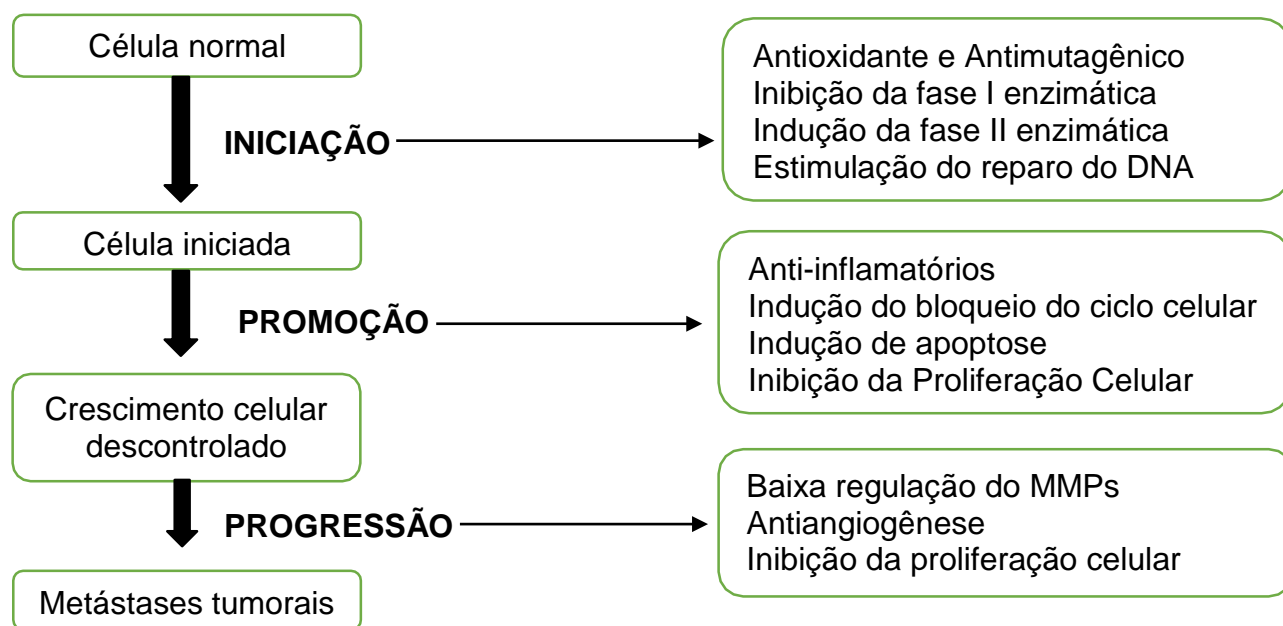 Célula normal
Antioxidante e Antimutagênico
Inibição da fase I enzimática
Indução da fase II enzimática
Estimulação do reparo do DNA
INICIAÇÃO
Célula iniciada
Anti-inflamatórios
Indução do bloqueio do ciclo celular
Indução de apoptose
Inibição da Proliferação Celular
PROMOÇÃO
Crescimento celular
descontrolado
Baixa regulação do MMPs
Antiangiogênese
Inibição da proliferação celular
PROGRESSÃO
Metástases tumorais